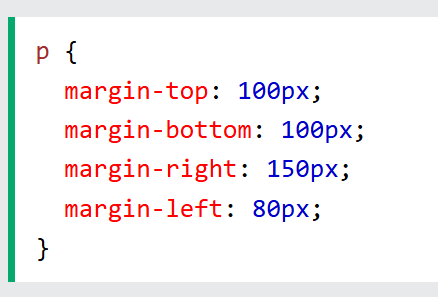 p {
  margin-top: 100px;
  margin-bottom: 100px;
  margin-right: 150px;
  margin-left: 80px;
}